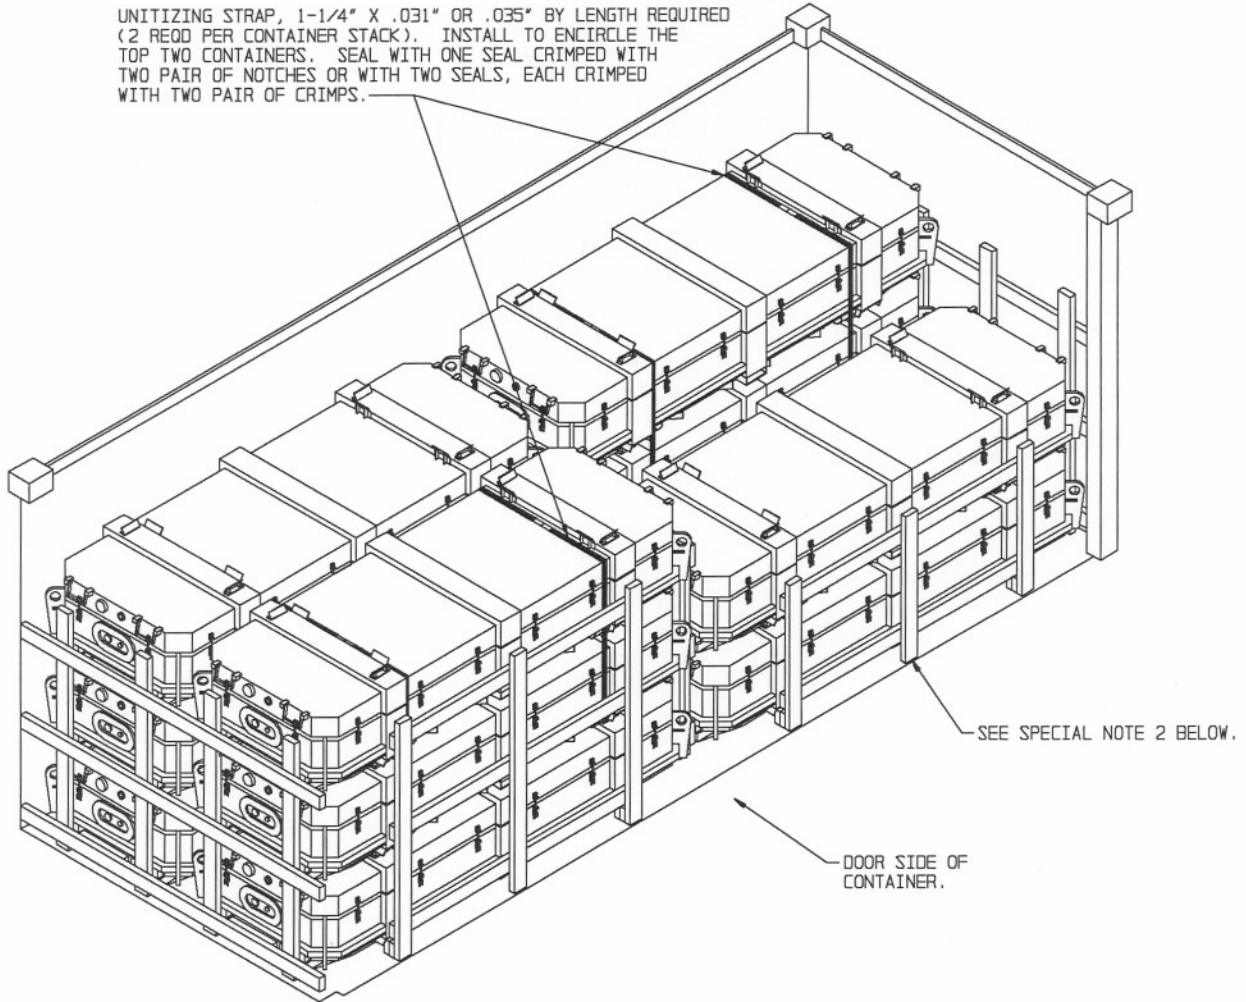 UNITIZING STRAP, 1-1/4" X .031" OR .035" BY LENGTH REQUIRED
(2 REQD PER CONTAINER STACK). INSTALL TO ENCIRCLE THE
TOP TWO CONTAINERS. SEAL WITH ONE SEAL CRIMPED WITH
TWO PAIR OF NOTCHES OR WITH TWO SEALS, EACH CRIMPED
WITH TWO PAIR OF CRIMPS.
SEE SPECIAL NOTE 2 BELOW.
DOOR SIDE OF
CONTAINER.